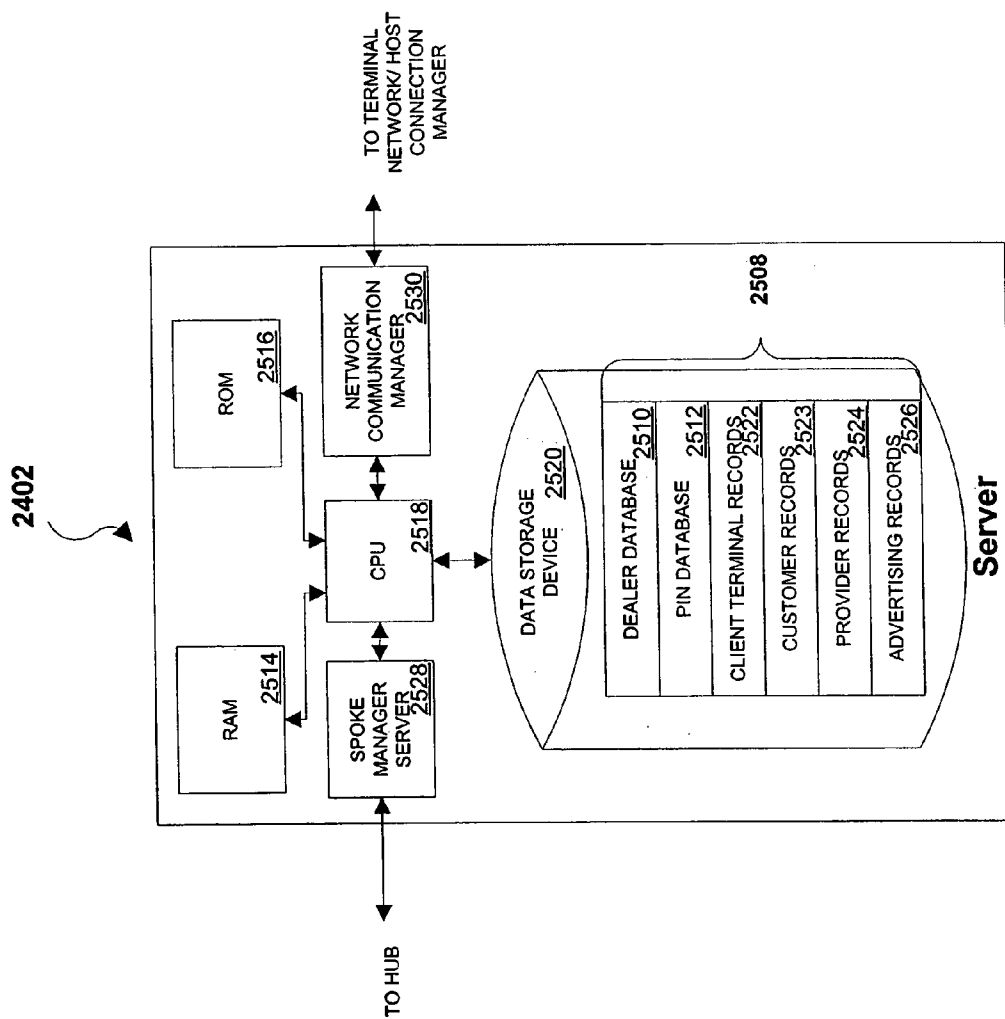 2402
RAM
2514
ROM
2516
TO HUB
SPOKE
MANAGER
SERVER
2528
CPU
2518
NETWORK
COMMUNICATION
MANAGER
2530
TO TERMINAL
NETWORK/ HOST
CONNECTION
MANAGER
DATA STORAGE
DEVICE
2520
DEALER DATABASE
2510
PIN DATABASE
2512
CLIENT TERMINAL RECORDS
2522
CUSTOMER RECORDS
2523
PROVIDER RECORDS
2524
ADVERTISING RECORDS
2526
2508
Server